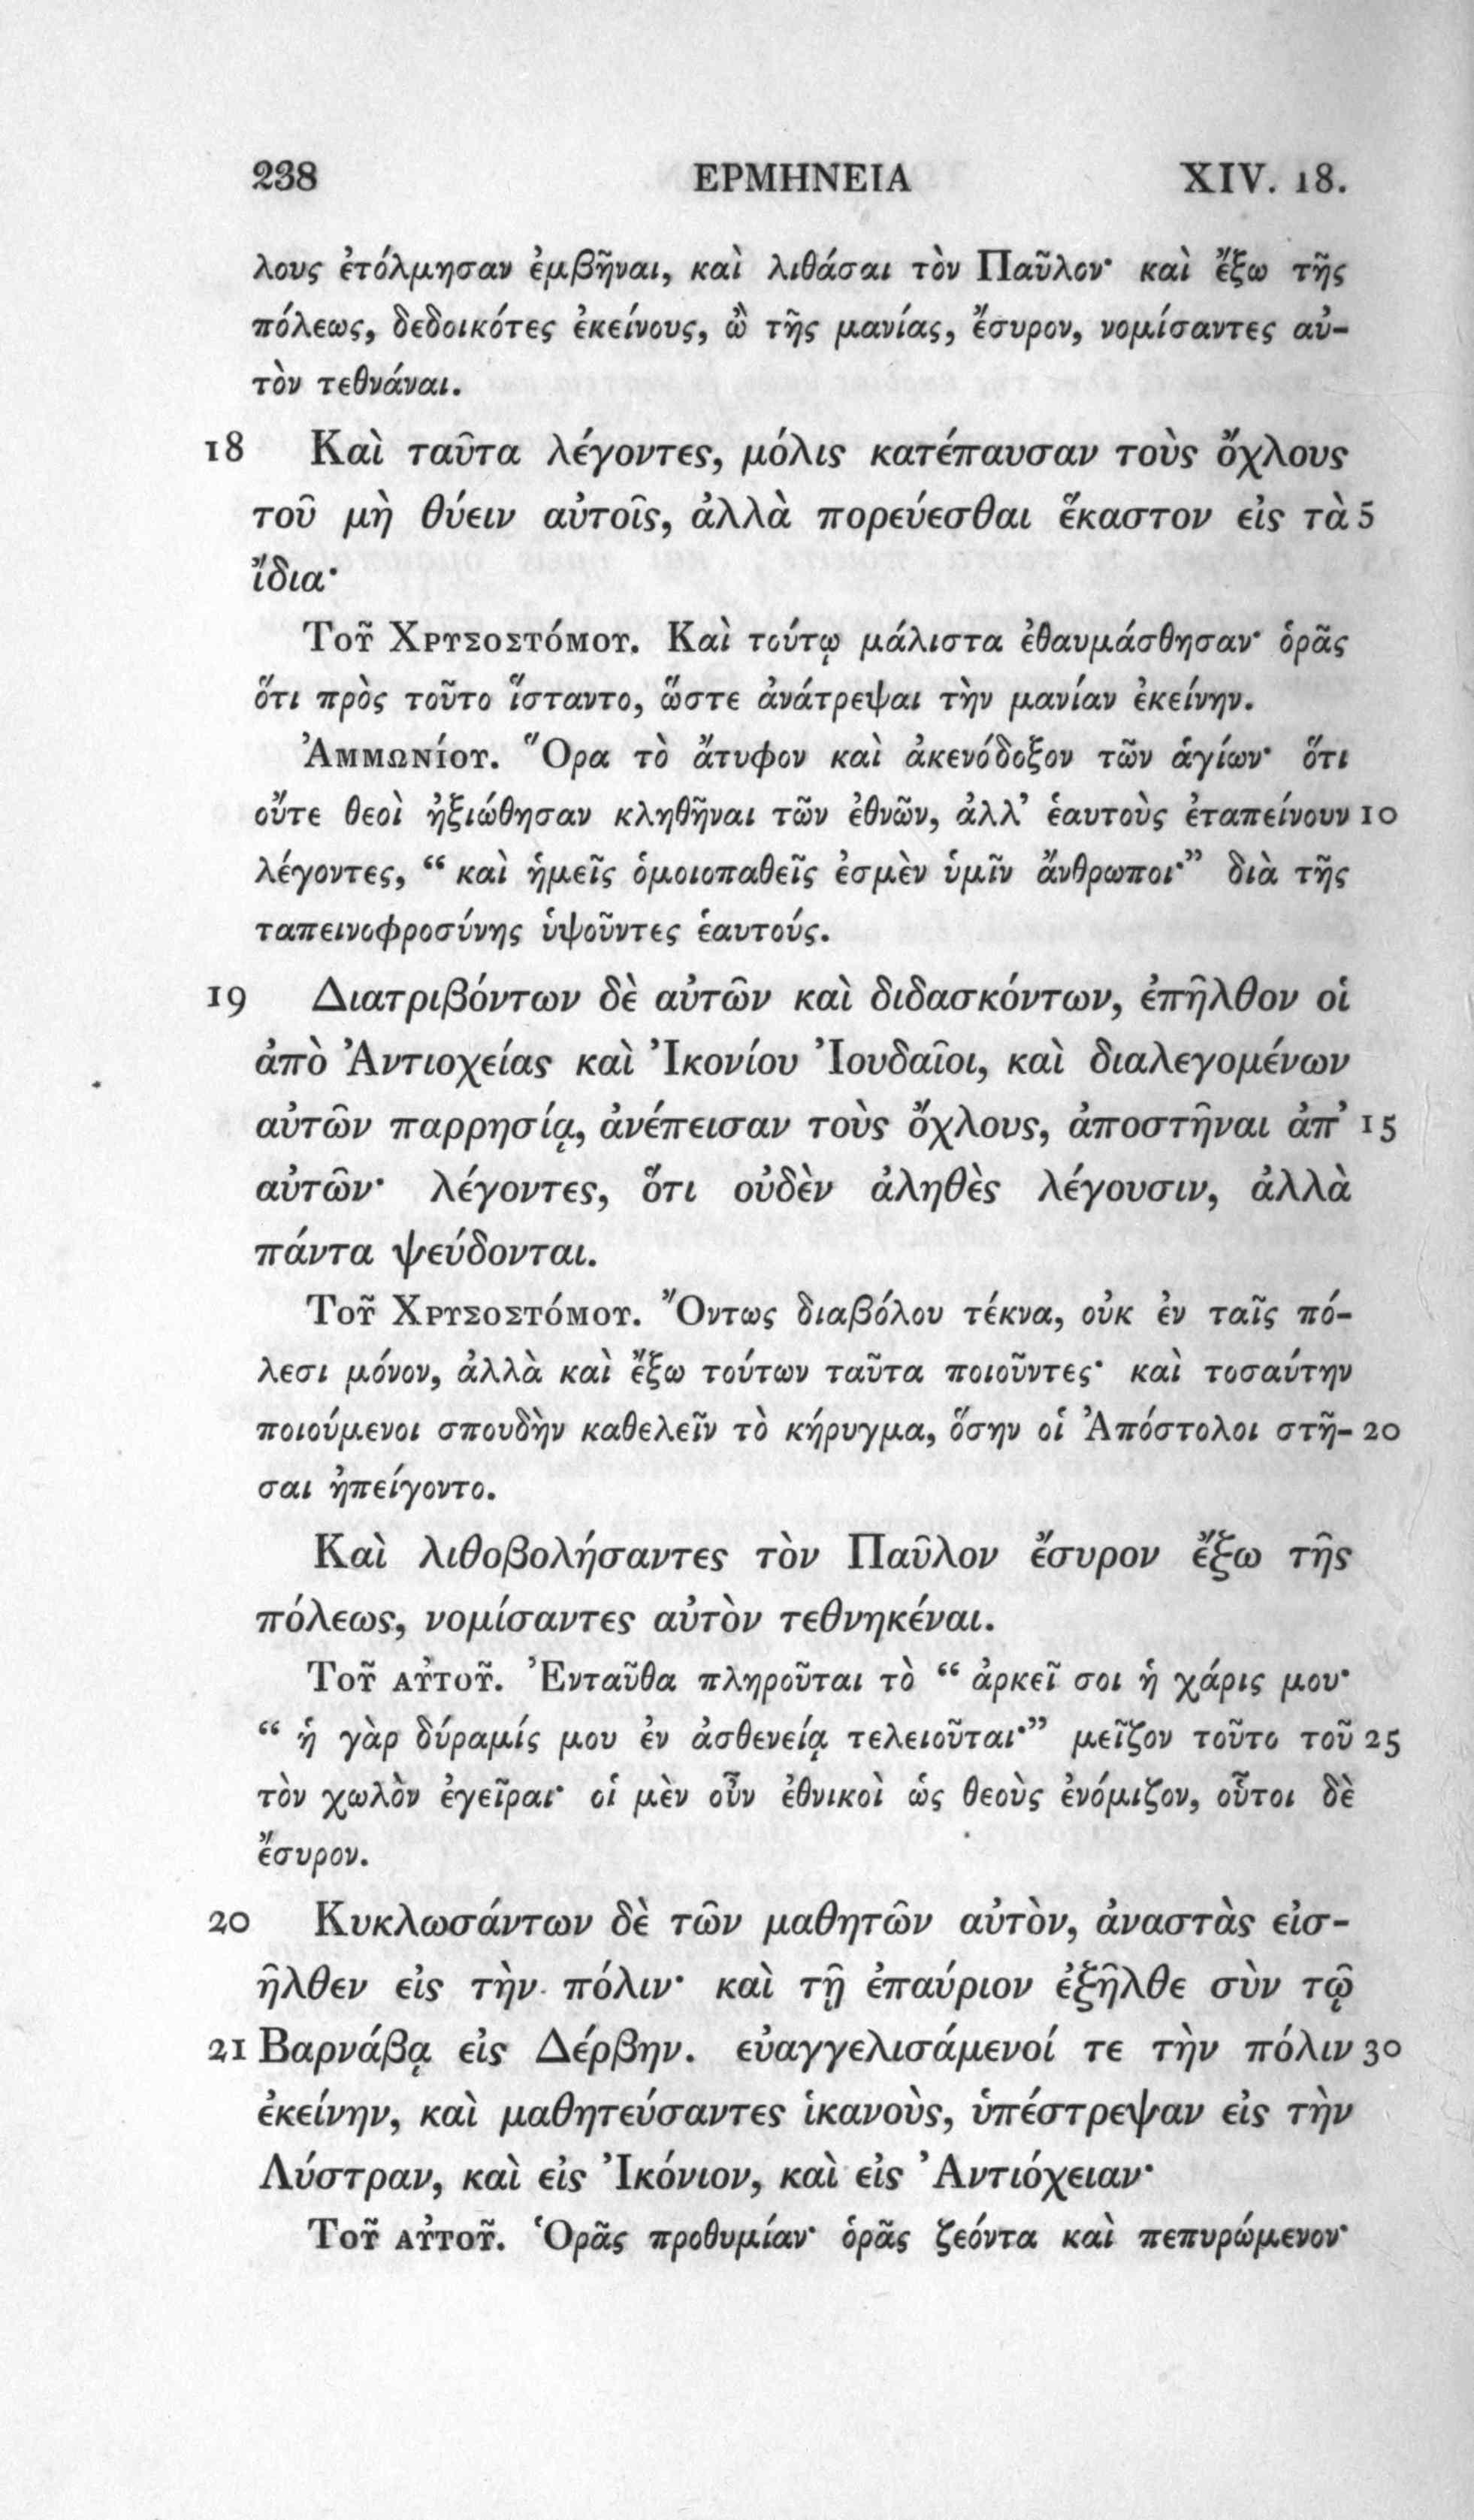 238 ΕΡΜΗΝΕΙΑ XIV. 18.
λους ἐτόλμησαν ἐμβῆναι, καὶ λιθάσαι τὸν Παῦλον· καὶ ἔξω τῆς
πόλεως, δεδοικότες ἐκείνους, ὢ τῆς μανίας, ἔσυρον, νομίσαντες αὐ-
τὸν τεθνάναι.
18 Καὶ ταῦτα λέγοντες, μόλις κατέπαυσαν τοὺς ὄχλους
τοῦ μὴ θύειν αὐτοῖς, ἀλλὰ πορεύεσθαι ἕκαστον εἰς τὰ 5
ἴδια·
Τοῦ Χρυσοστόμου. Καὶ τούτῳ μάλιστα ἐθαυμάσθησαν· ὁρᾶς
ὅτι πρὸς τοῦτο ἵσταντο, ὥστε ἀνάτρεψαι τὴν μανίαν ἐκείνην.
Ἀμμωνίου. Ὅρα τὸ ἄτυφον καὶ ἀκενόδοξον τῶν ἁγίων· ὅτι
οὔτε θεοὶ ἠξιώθησαν κληθῆναι τῶν ἐθνῶν, ἀλλ’ ἑαυτοὺς ἐταπείνουν 10
λέγοντες, “ καὶ ἡμεῖς ὁμοιοπαθεῖς ἐσμὲν ὑμῖν ἄνθρωποι·” διὰ τῆς
ταπεινοφροσύνης ὑψοῦντες ἑαυτούς.
19 Διατριβόντων δὲ αὐτῶν καὶ διδασκόντων, ἐπῆλθον οἱ
ἀπὸ Ἀντιοχείας καὶ Ἰκονίου Ἰουδαῖοι, καὶ διαλεγομένων
αὐτῶν παρρησίᾳ, ἀνέπεισαν τοὺς ὄχλους, ἀποστῆναι ἀπ’ 15
αὐτῶν· λέγοντες, ὅτι οὐδὲν ἀληθὲς λέγουσιν, ἀλλὰ
πάντα ψεύδονται.
Τοῦ Χρυσοστόμου. Ὄντως διαβόλου τέκνα, οὐκ ἐν ταῖς πό-
λεσι μόνον, ἀλλὰ καὶ ἔξω τούτων ταῦτα ποιοῦντες· καὶ τοσαύτην
ποιούμενοι σπουδὴν καθελεῖν τὸ κήρυγμα, ὅσην οἱ Ἀπόστολοι στῆ- 20
σαι ἠπείγοντο.
Καὶ λιθοβολήσαντες τὸν Παῦλον ἔσυρον ἔξω τῆς
πόλεως, νομίσαντες αὐτὸν τεθνηκέναι.
Τοῦ αὐτοῦ. Ἐνταῦθα πληροῦται τὸ “ ἀρκεῖ σοι ἡ χάρις μου·
“ ἡ γὰρ δύραμίς μου ἐν ἀσθενείᾳ τελειοῦται·” μεῖζον τοῦτο τοῦ 25
τὸν χωλὸν ἐγεῖραι· οἱ μὲν οὖν ἐθνικοὶ ὡς θεοὺς ἐνόμιζον, οὗτοι δὲ
ἔσυρον.
20 Κυκλωσάντων δὲ τῶν μαθητῶν αὐτὸν, ἀναστὰς εἰσ-
ῆλθεν εἰς τὴν πόλιν· καὶ τῇ ἐπαύριον ἐξῆλθε σὺν τῷ
21 Βαρνάβᾳ εἰς Δέρβην. εὐαγγελισάμενοί τε τὴν πόλιν 30
ἐκείνην, καὶ μαθητεύσαντες ἱκανοὺς, ὑπέστρεψαν εἰς τὴν
Λύστραν, καὶ εἰς Ἰκόνιον, καὶ εἰς Ἀντιόχειαν·
Τοῦ αὐτοῦ. Ὁρᾶς προθυμίαν· ὁρᾶς ζεόντα καὶ πεπυρώμενον·